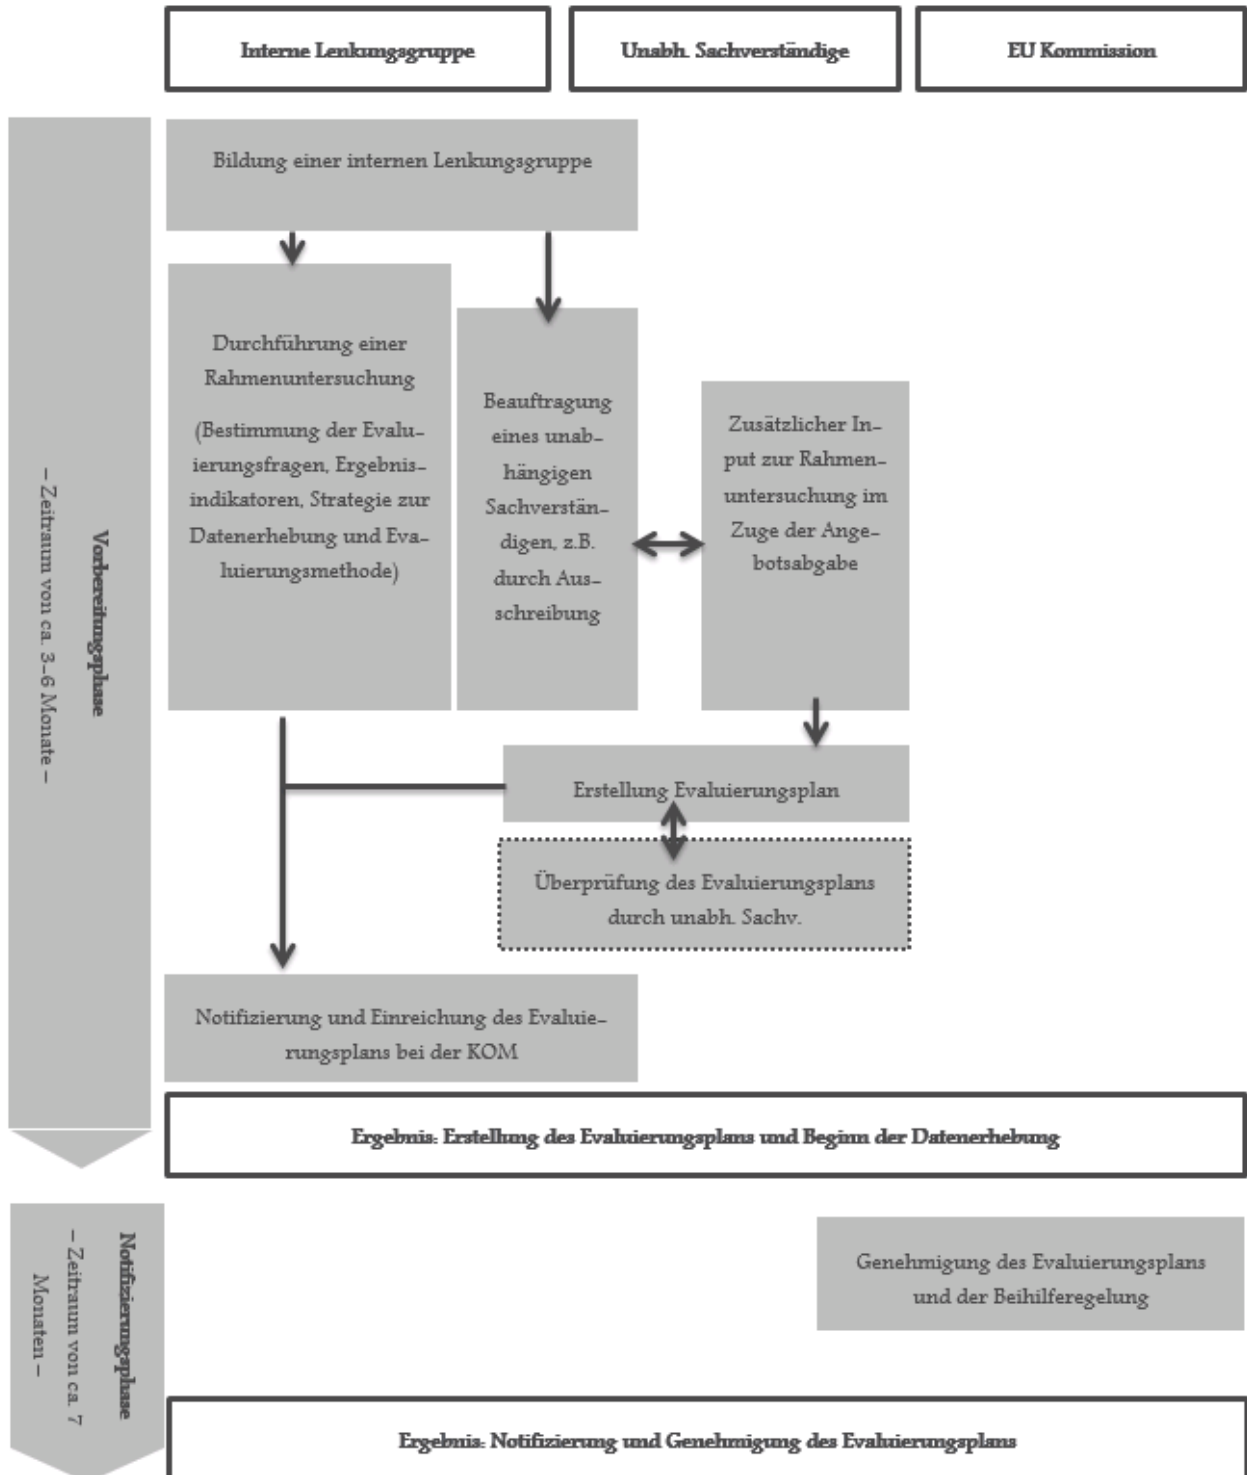 Interne Lenkungsgruppe
Unabh. Sachverständige
EU Kommission
Vorbereitungsphase
– Zeitraum von ca. 3–6 Monate –
Bildung einer internen Lenkungsgruppe
Durchführung einer
Rahmenuntersuchung
(Bestimmung der Evalu–
ierungsfragen, Ergebnis–
indikatoren, Strategie zur
Datenerhebung und Eva–
luierungsmethode)
Beauftragung
eines unab–
hängigen
Sachverstän–
digen, z.B.
durch Aus–
schreibung
Zusätzlicher In–
put zur Rahmen–
untersuchung im
Zuge der Ange–
botsabgabe
Erstellung Evaluierungsplan
Überprüfung des Evaluierungsplans
durch unabh. Sachv.
Notifizierung und Einreichung des Evaluie–
rungsplans bei der KOM
Ergebnis: Erstellung des Evaluierungsplans und Beginn der Datenerhebung
Notifizierungsphase
– Zeitraum von ca. 7
Monaten –
Genehmigung des Evaluierungsplans
und der Beihilferegelung
Ergebnis: Notifizierung und Genehmigung des Evaluierungsplans